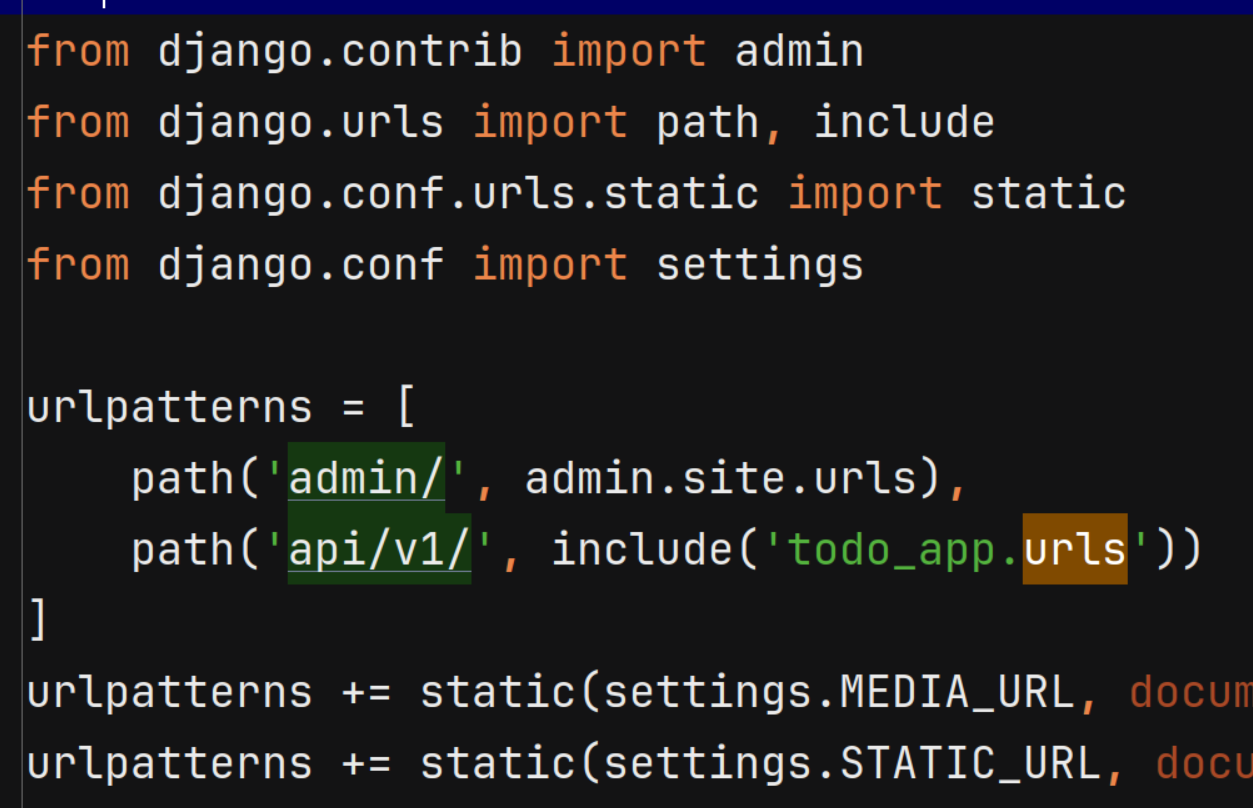 from django.contrib import admin
from django.urls import path, include
from django.conf.urls.static import static
from django.conf import settings
urlpatterns = [
    path('admin/', admin.site.urls),
    path('api/v1/', include('todo_app.urls'))
]
urlpatterns += static(settings.MEDIA_URL,
urlpatterns += static(settings.STATIC_URL,